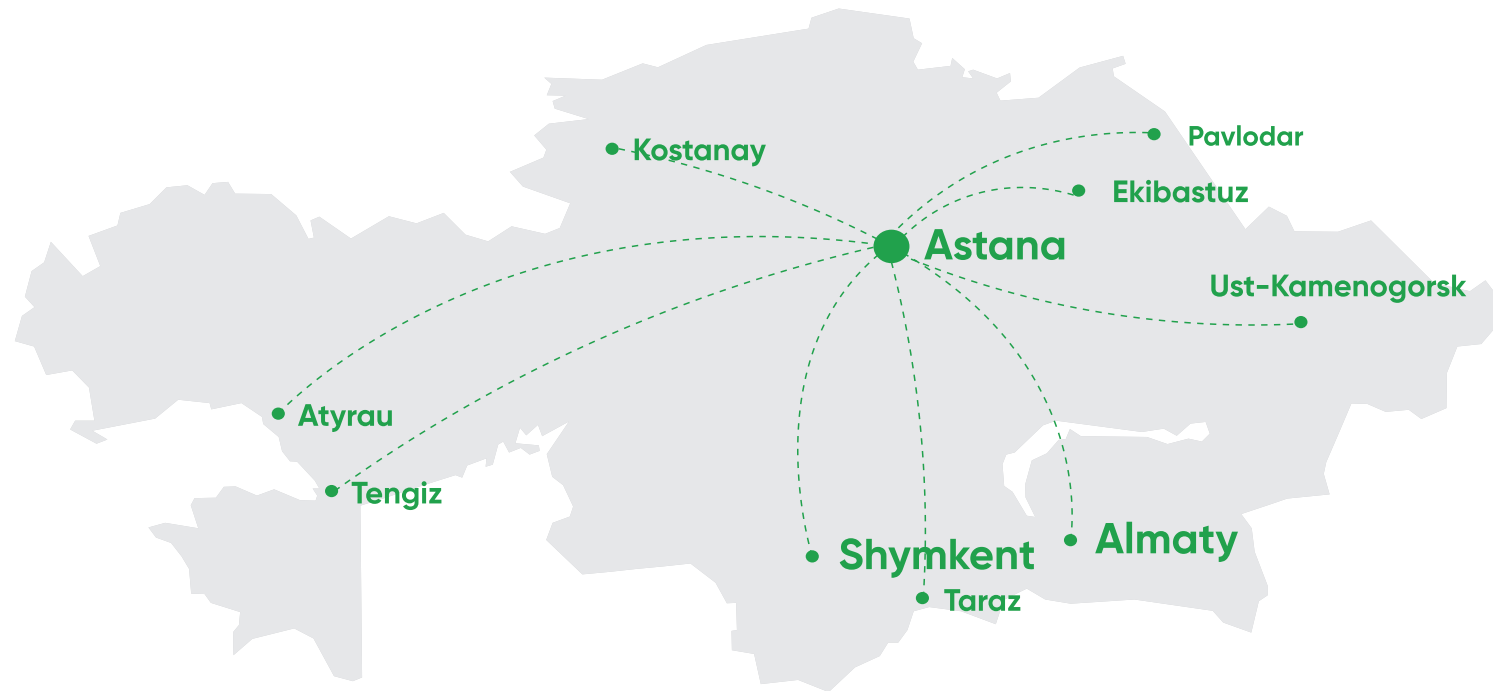 Pavlodar
Kostanay
Ekibastuz
Astana
Ust-Kamenogorsk
Atyrau
Tengiz
Almaty
Shymkent
Taraz